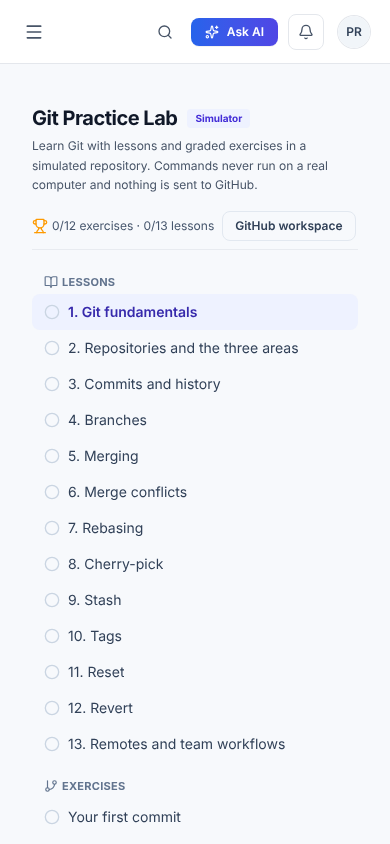 Ask AI
PR
Git Practice Lab
Simulator
Learn Git with lessons and graded exercises in a
simulated repository. Commands never run on a real
computer and nothing is sent to GitHub.
0/12 exercises · 0/13 lessons
GitHub workspace
LESSONS
1. Git fundamentals
2. Repositories and the three areas
3. Commits and history
4. Branches
5. Merging
6. Merge conflicts
7. Rebasing
8. Cherry-pick
9. Stash
10. Tags
11. Reset
12. Revert
13. Remotes and team workflows
EXERCISES
Your first commit